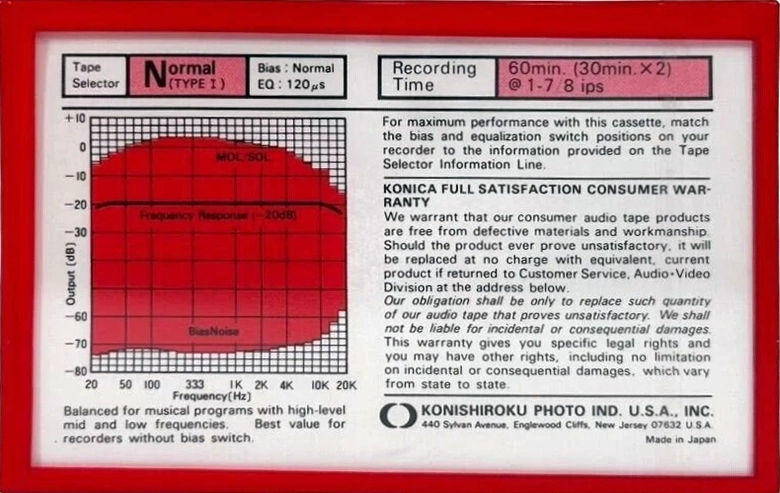 Tape Selector
Normal (TYPE I)
Bias : Normal
EQ : 120μs
Recording Time
60min. (30min.×2)
@ 1-7/8 ips
+10
0
−10
−20
−30
−60
−70
−80
Output (dB)
MOL/SOL
Frequency Response (−20dB)
BiasNoise
20 50 100 333 1K 2K 4K 10K 20K
Frequency(Hz)
Balanced for musical programs with high-level
mid and low frequencies. Best value for
recorders without bias switch.
For maximum performance with this cassette, match
the bias and equalization switch positions on your
recorder to the information provided on the Tape
Selector Information Line.
KONICA FULL SATISFACTION CONSUMER WAR-
RANTY
We warrant that our consumer audio tape products
are free from defective materials and workmanship.
Should the product ever prove unsatisfactory, it will
be replaced at no charge with equivalent, current
product if returned to Customer Service, Audio·Video
Division at the address below.
Our obligation shall be only to replace such quantity
of our audio tape that proves unsatisfactory. We shall
not be liable for incidental or consequential damages.
This warranty gives you specific legal rights and
you may have other rights, including no limitation
on incidental or consequential damages, which vary
from state to state.
KONISHIROKU PHOTO IND. U.S.A., INC.
440 Sylvan Avenue, Englewood Cliffs, New Jersey 07632 U.S.A.
Made in Japan